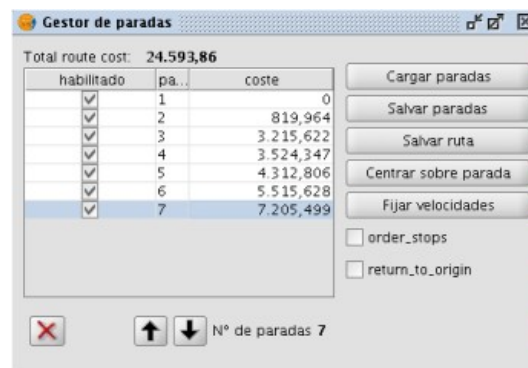 Gestor de paradas
Total route cost: 24.593,86
habilitado pa... coste
1 0
2 819,964
3 3.215,622
4 3.524,347
5 4.312,806
6 5.515,628
7 7.205,499
Cargar paradas
Salvar paradas
Salvar ruta
Centrar sobre parada
Fijar velocidades
order_stops
return_to_origin
Nº de paradas 7